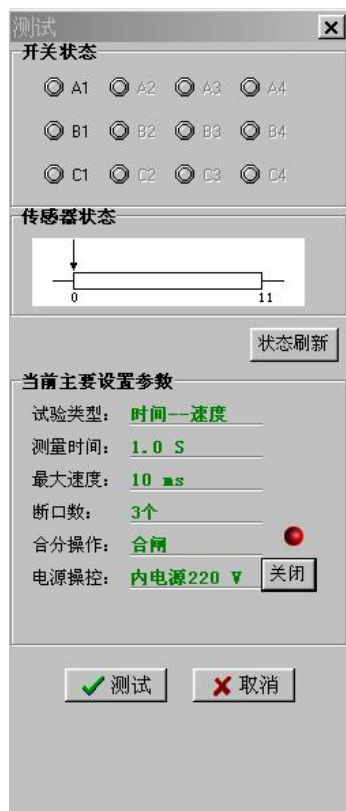 测试
开关状态
A1 A2 A3 A4
B1 B2 B3 B4
C1 C2 C3 C4
传感器状态
0 11
状态刷新
当前主要设置参数
试验类型: 时间--速度
测量时间: 1.0 S
最大速度: 10 ms
断口数: 3个
合分操作: 合闸
电源操控: 内电源220 V 关闭
测试 取消